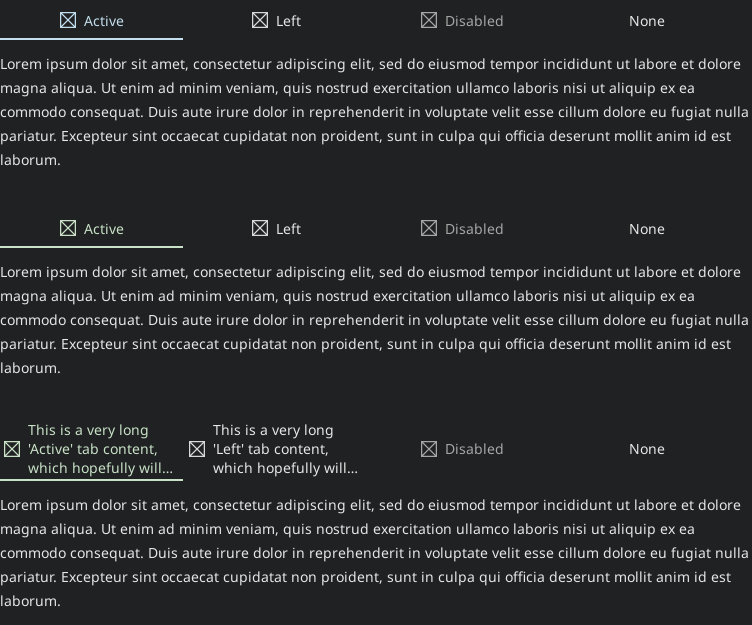 Active Left Disabled None
Lorem ipsum dolor sit amet, consectetur adipiscing elit, sed do eiusmod tempor incididunt ut labore et dolore
magna aliqua. Ut enim ad minim veniam, quis nostrud exercitation ullamco laboris nisi ut aliquip ex ea
commodo consequat. Duis aute irure dolor in reprehenderit in voluptate velit esse cillum dolore eu fugiat nulla
pariatur. Excepteur sint occaecat cupidatat non proident, sunt in culpa qui officia deserunt mollit anim id est
laborum.
Active Left Disabled None
Lorem ipsum dolor sit amet, consectetur adipiscing elit, sed do eiusmod tempor incididunt ut labore et dolore
magna aliqua. Ut enim ad minim veniam, quis nostrud exercitation ullamco laboris nisi ut aliquip ex ea
commodo consequat. Duis aute irure dolor in reprehenderit in voluptate velit esse cillum dolore eu fugiat nulla
pariatur. Excepteur sint occaecat cupidatat non proident, sunt in culpa qui officia deserunt mollit anim id est
laborum.
This is a very long
'Active' tab content,
which hopefully will...
This is a very long
'Left' tab content,
which hopefully will...
Disabled
None
Lorem ipsum dolor sit amet, consectetur adipiscing elit, sed do eiusmod tempor incididunt ut labore et dolore
magna aliqua. Ut enim ad minim veniam, quis nostrud exercitation ullamco laboris nisi ut aliquip ex ea
commodo consequat. Duis aute irure dolor in reprehenderit in voluptate velit esse cillum dolore eu fugiat nulla
pariatur. Excepteur sint occaecat cupidatat non proident, sunt in culpa qui officia deserunt mollit anim id est
laborum.